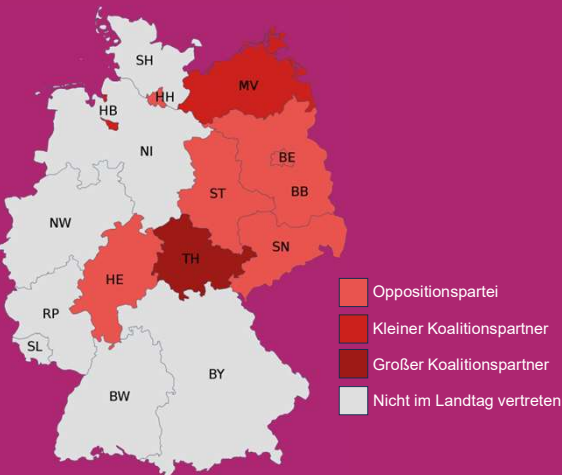 SH
MV
HH
HB
NI
BE
ST
BB
NW
SN
TH
HE
RP
SL
BW
BY
Oppositionspartei
Kleiner Koalitionspartner
Großer Koalitionspartner
Nicht im Landtag vertreten